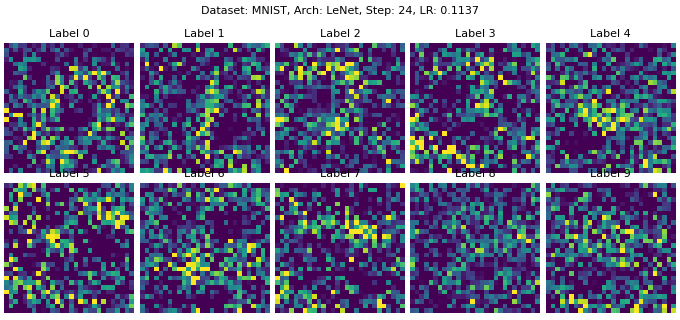 Dataset: MNIST, Arch: LeNet, Step: 24, LR: 0.1137
Label 0 Label 1 Label 2 Label 3 Label 4
Label 5 Label 6 Label 7 Label 8 Label 9